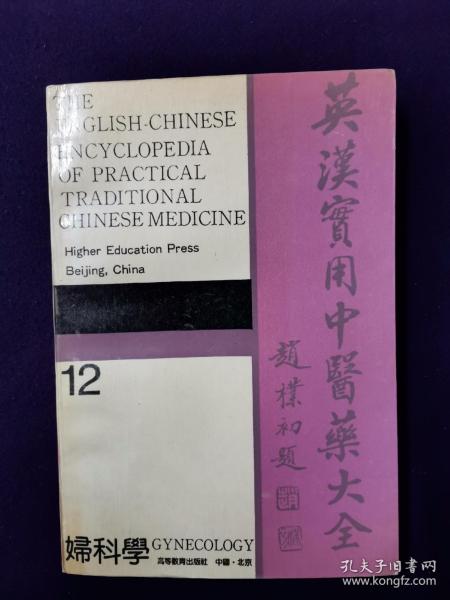 THE
ENGLISH-CHINESE
ENCYCLOPEDIA
OF PRACTICAL
TRADITIONAL
CHINESE MEDICINE
Higher Education Press
Beijing, China
英漢實用中醫藥大全
趙樸初題
12
婦科學 GYNECOLOGY
高等教育出版社 中國·北京
孔夫子旧书网
kongfz.com